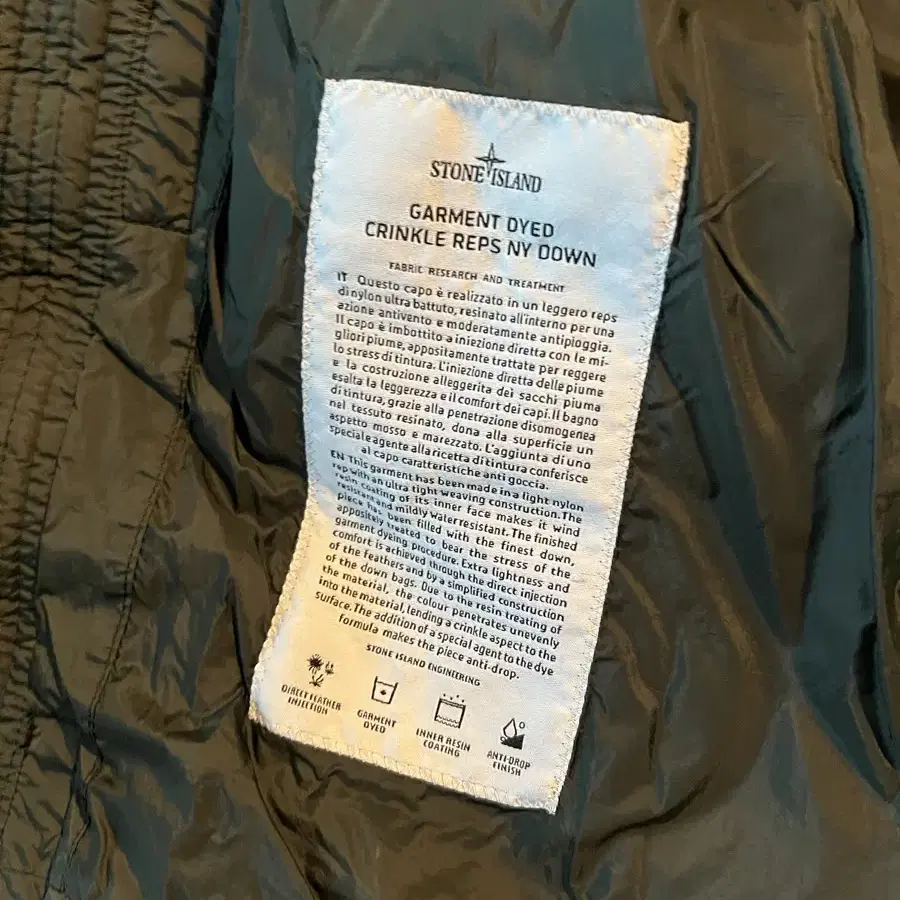 STONE ISLAND
GARMENT DYED
CRINKLE REPS NY DOWN
FABRIC RESEARCH AND TREATMENT
IT Questo capo è realizzato in un leggero reps
di nylon ultra battuto, resinato all'interno per una
azione antivento e moderatamente antipioggia.
Il capo è imbottito a iniezione diretta con le mi-
gliori piume, appositamente trattate per reggere
lo stress di tintura. L'iniezione diretta delle piume
e la costruzione alleggerita dei sacchi piuma
esalta la leggerezza e il comfort dei capi. Il bagno
di tintura, grazie alla penetrazione disomogenea
nel tessuto resinato, dona alla superficie un
aspetto mosso e marezzato. L'aggiunta di uno
speciale agente alla ricetta di tintura conferisce
al capo caratteristiche anti goccia.
EN This garment has been made in a light nylon
rep with an ultra tight weaving construction. The
resin coating of its inner face makes it wind
resistant and mildly water resistant. The finished
piece has been filled with the finest down,
appositely treated to bear the stress of the
garment dyeing procedure. Extra lightness and
comfort is achieved through the direct injection
of the feathers and by a simplified construction
of the down bags. Due to the resin treating of
the material, the colour penetrates unevenly
into the material, lending a crinkle aspect to the
surface. The addition of a special agent to the dye
formula makes the piece anti-drop.
STONE ISLAND ENGINEERING
DIRECT FEATHER
INJECTION
GARMENT
DYED
INNER RESIN
COATING
ANTI-DROP
FINISH